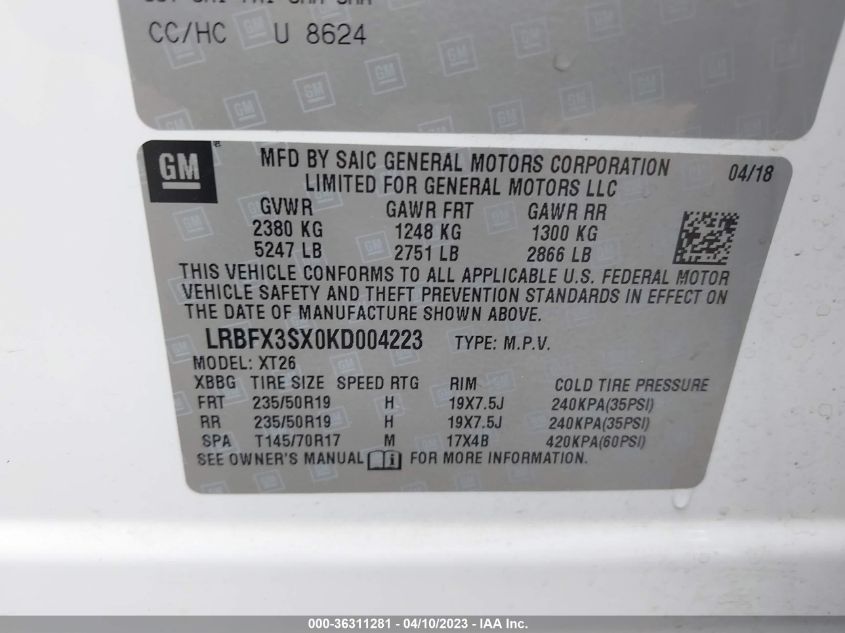 CC/HC U 8624
GM
MFD BY SAIC GENERAL MOTORS CORPORATION 04/18
LIMITED FOR GENERAL MOTORS LLC
GVWR GAWR FRT GAWR RR
2380 KG 1248 KG 1300 KG
5247 LB 2751 LB 2866 LB
THIS VEHICLE CONFORMS TO ALL APPLICABLE U.S. FEDERAL MOTOR
VEHICLE SAFETY AND THEFT PREVENTION STANDARDS IN EFFECT ON
THE DATE OF MANUFACTURE SHOWN ABOVE.
LRBFX3SX0KD004223 TYPE: M.P.V.
MODEL: XT26
XBBG TIRE SIZE SPEED RTG RIM COLD TIRE PRESSURE
FRT 235/50R19 H 19X7.5J 240KPA(35PSI)
RR 235/50R19 H 19X7.5J 240KPA(35PSI)
SPA T145/70R17 M 17X4B 420KPA(60PSI)
SEE OWNER'S MANUAL FOR MORE INFORMATION.
000-36311281 - 04/10/2023 - IAA Inc.